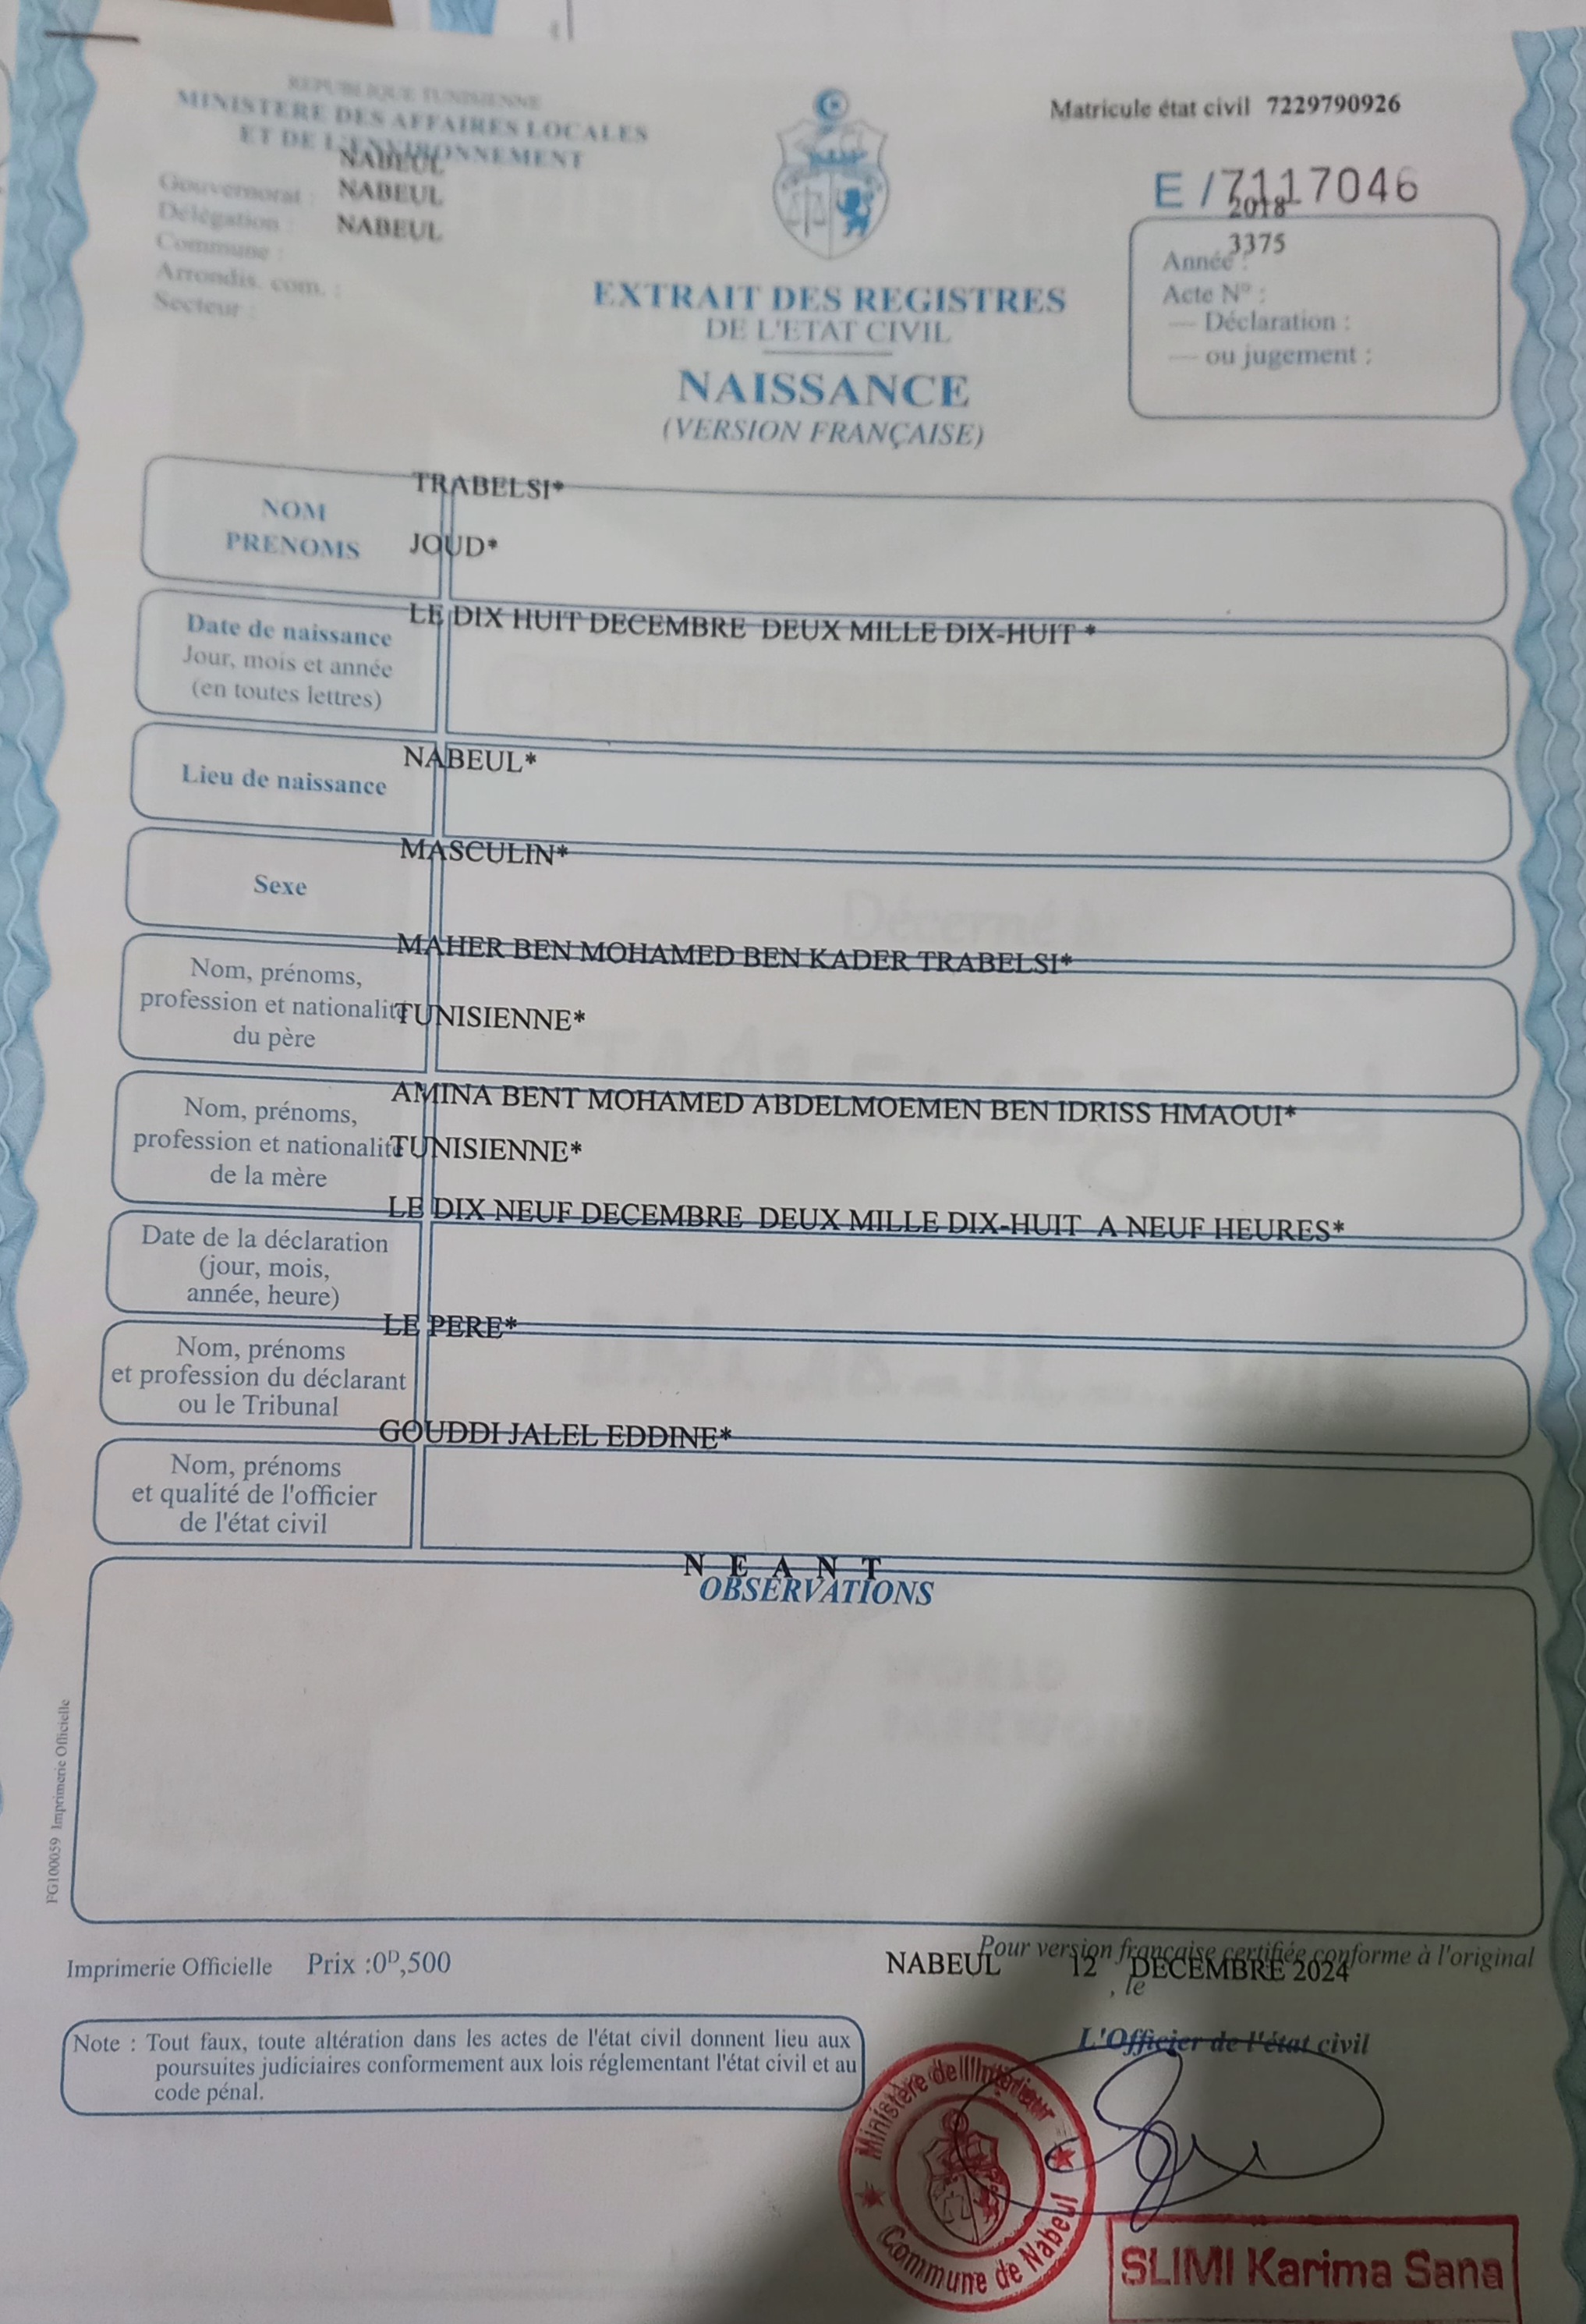 REPUBLIQUE TUNISIENNE
MINISTERE DES AFFAIRES LOCALES
ET DE L'ENVIRONNEMENT
Gouvernorat : NABEUL
Délégation : NABEUL
Commune : NABEUL
Arrondis. com. :
Secteur :
Matricule état civil 7229790926
E / 7117046
2018
3375
Année :
Acte N° :
— Déclaration :
— ou jugement :
EXTRAIT DES REGISTRES
DE L'ETAT CIVIL
NAISSANCE
(VERSION FRANÇAISE)
NOM
PRENOMS
TRABELSI*
JOUD*
Date de naissance
Jour, mois et année
(en toutes lettres)
LE DIX HUIT DECEMBRE DEUX MILLE DIX-HUIT *
Lieu de naissance
NABEUL*
Sexe
MASCULIN*
Nom, prénoms,
profession et nationalité
du père
MAHER BEN MOHAMED BEN KADER TRABELSI*
TUNISIENNE*
Nom, prénoms,
profession et nationalité
de la mère
AMINA BENT MOHAMED ABDELMOEMEN BEN IDRISS HMAOUI*
TUNISIENNE*
Date de la déclaration
(jour, mois,
année, heure)
LE DIX NEUF DECEMBRE DEUX MILLE DIX-HUIT A NEUF HEURES*
Nom, prénoms
et profession du déclarant
ou le Tribunal
LE PERE*
Nom, prénoms
et qualité de l'officier
de l'état civil
GOUDDI JALEL EDDINE*
N E A N T
OBSERVATIONS
FG100059 Imprimerie Officielle
Imprimerie Officielle Prix :0ᴰ,500
Pour version française certifiée conforme à l'original
NABEUL , le 12 DECEMBRE 2024
L'Officier de l'état civil
Note : Tout faux, toute altération dans les actes de l'état civil donnent lieu aux
poursuites judiciaires conformement aux lois réglementant l'état civil et au
code pénal.
Ministère de l'Intérieur
Commune de Nabeul
SLIMI Karima Sana